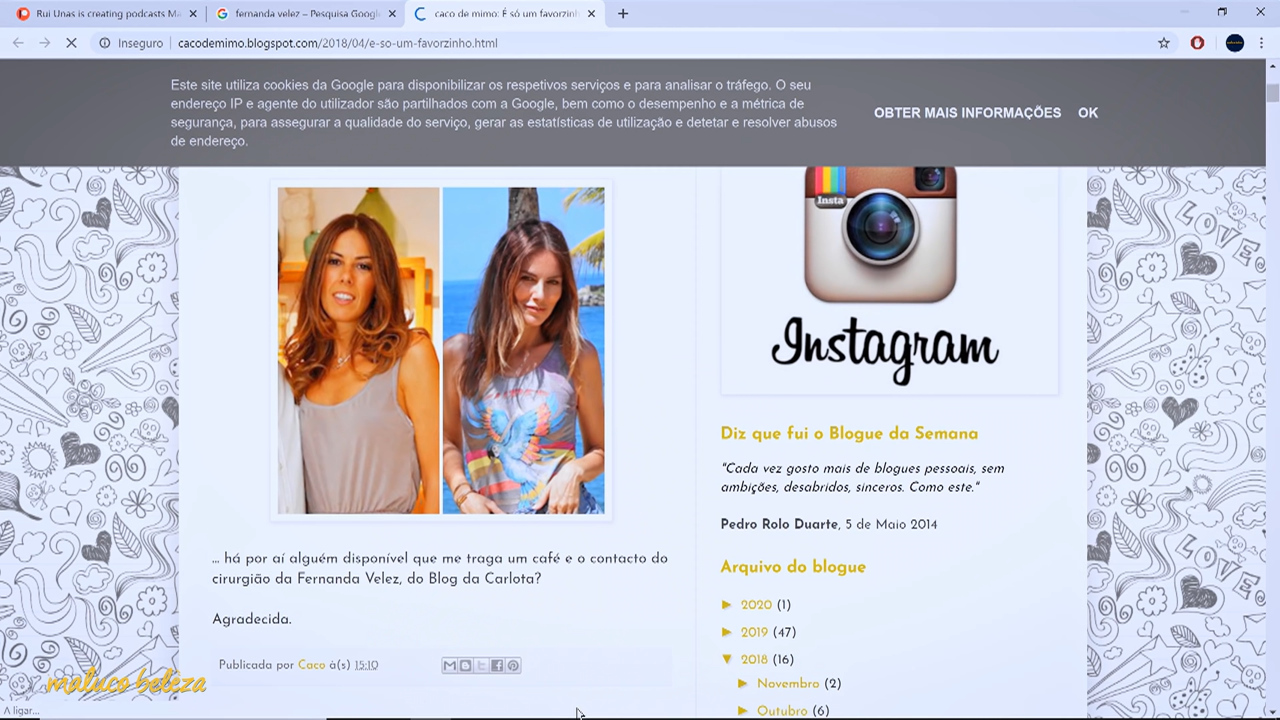 Rui Unas is creating podcasts Ma
fernanda velez – Pesquisa Google
caco de mimo: É só um favorzinh
Inseguro
cacodemimo.blogspot.com/2018/04/e-so-um-favorzinho.html
Este site utiliza cookies da Google para disponibilizar os respetivos serviços e para analisar o tráfego. O seu
endereço IP e agente do utilizador são partilhados com a Google, bem como o desempenho e a métrica de
segurança, para assegurar a qualidade do serviço, gerar as estatísticas de utilização e detetar e resolver abusos
de endereço.
OBTER MAIS INFORMAÇÕES OK
... há por aí alguém disponível que me traga um café e o contacto do
cirurgião da Fernanda Velez, do Blog da Carlota?
Agradecida.
Publicada por Caco à(s) 15:10
Insta
Instagram
Diz que fui o Blogue da Semana
"Cada vez gosto mais de blogues pessoais, sem
ambições, desabridos, sinceros. Como este."
Pedro Rolo Duarte, 5 de Maio 2014
Arquivo do blogue
► 2020 (1)
► 2019 (47)
▼ 2018 (16)
► Novembro (2)
► Outubro (6)
LOVE
maluco beleza
A ligar...